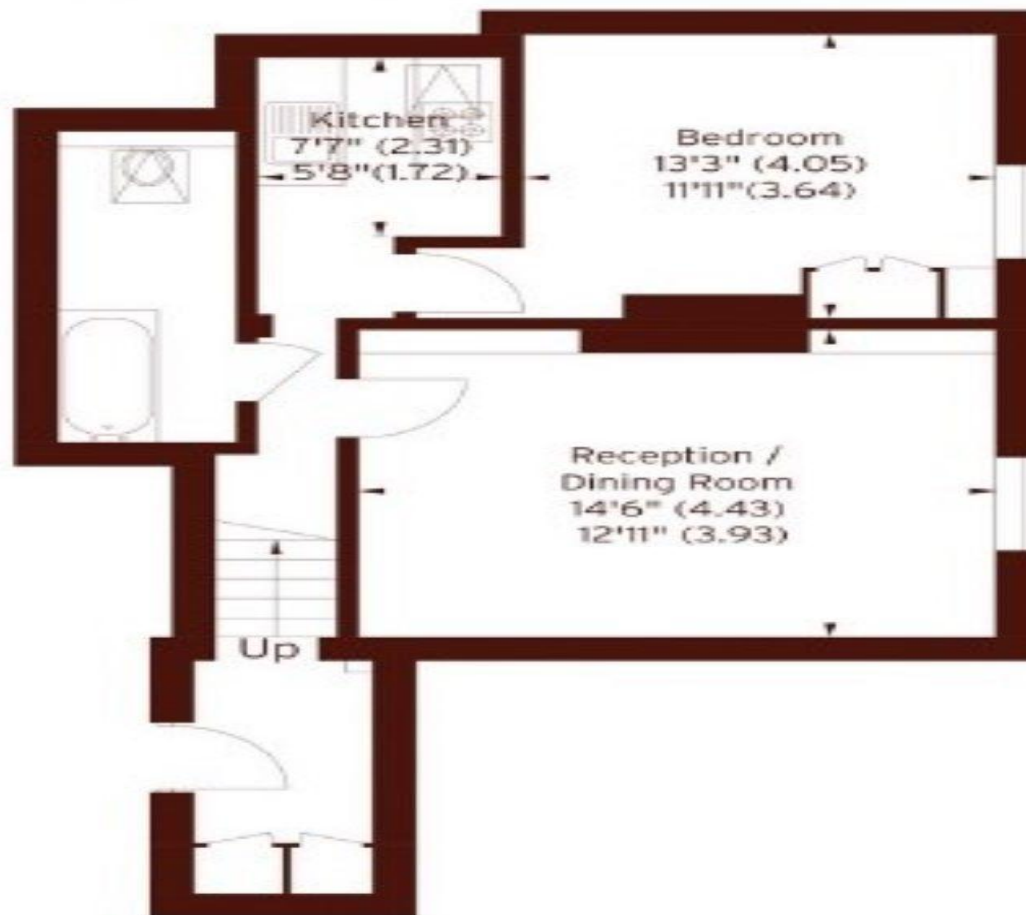 Kitchen
7'7" (2.31)
5'8"(1.72)
Bedroom
13'3" (4.05)
11'11"(3.64)
Reception /
Dining Room
14'6" (4.43)
12'11" (3.93)
Up